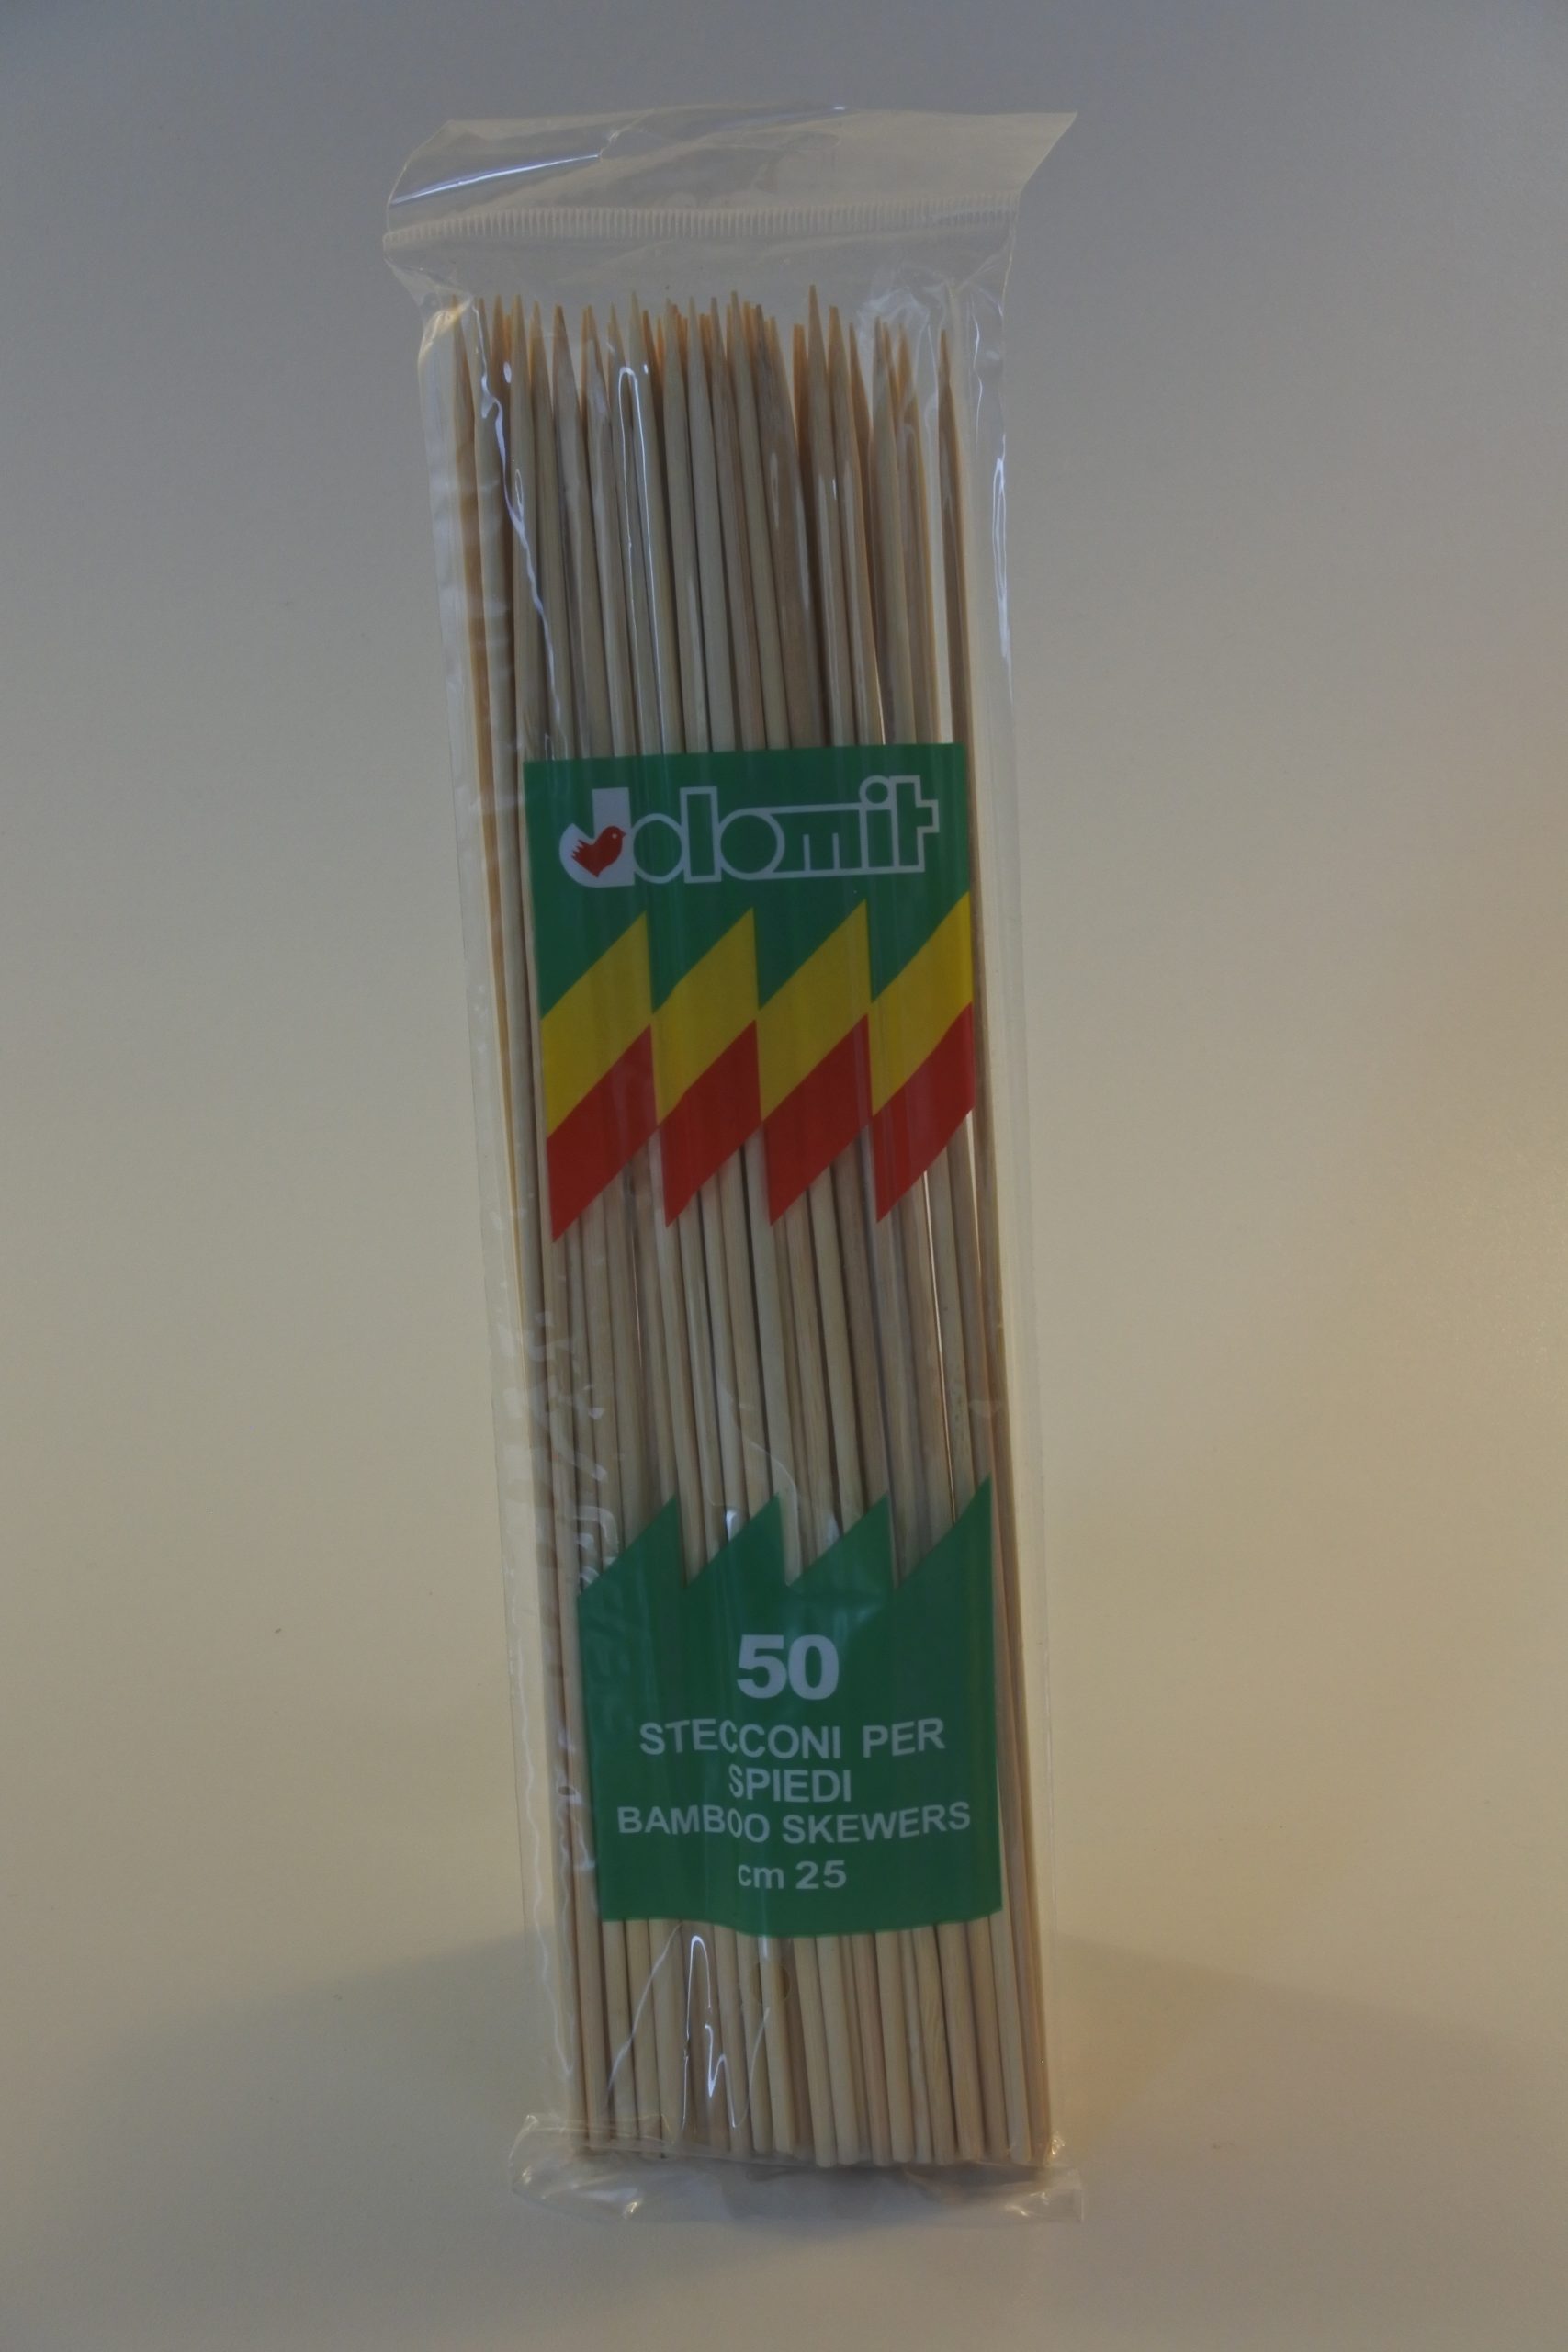 dolomit
50
STECCONI PER
SPIEDI
BAMBOO SKEWERS
cm 25